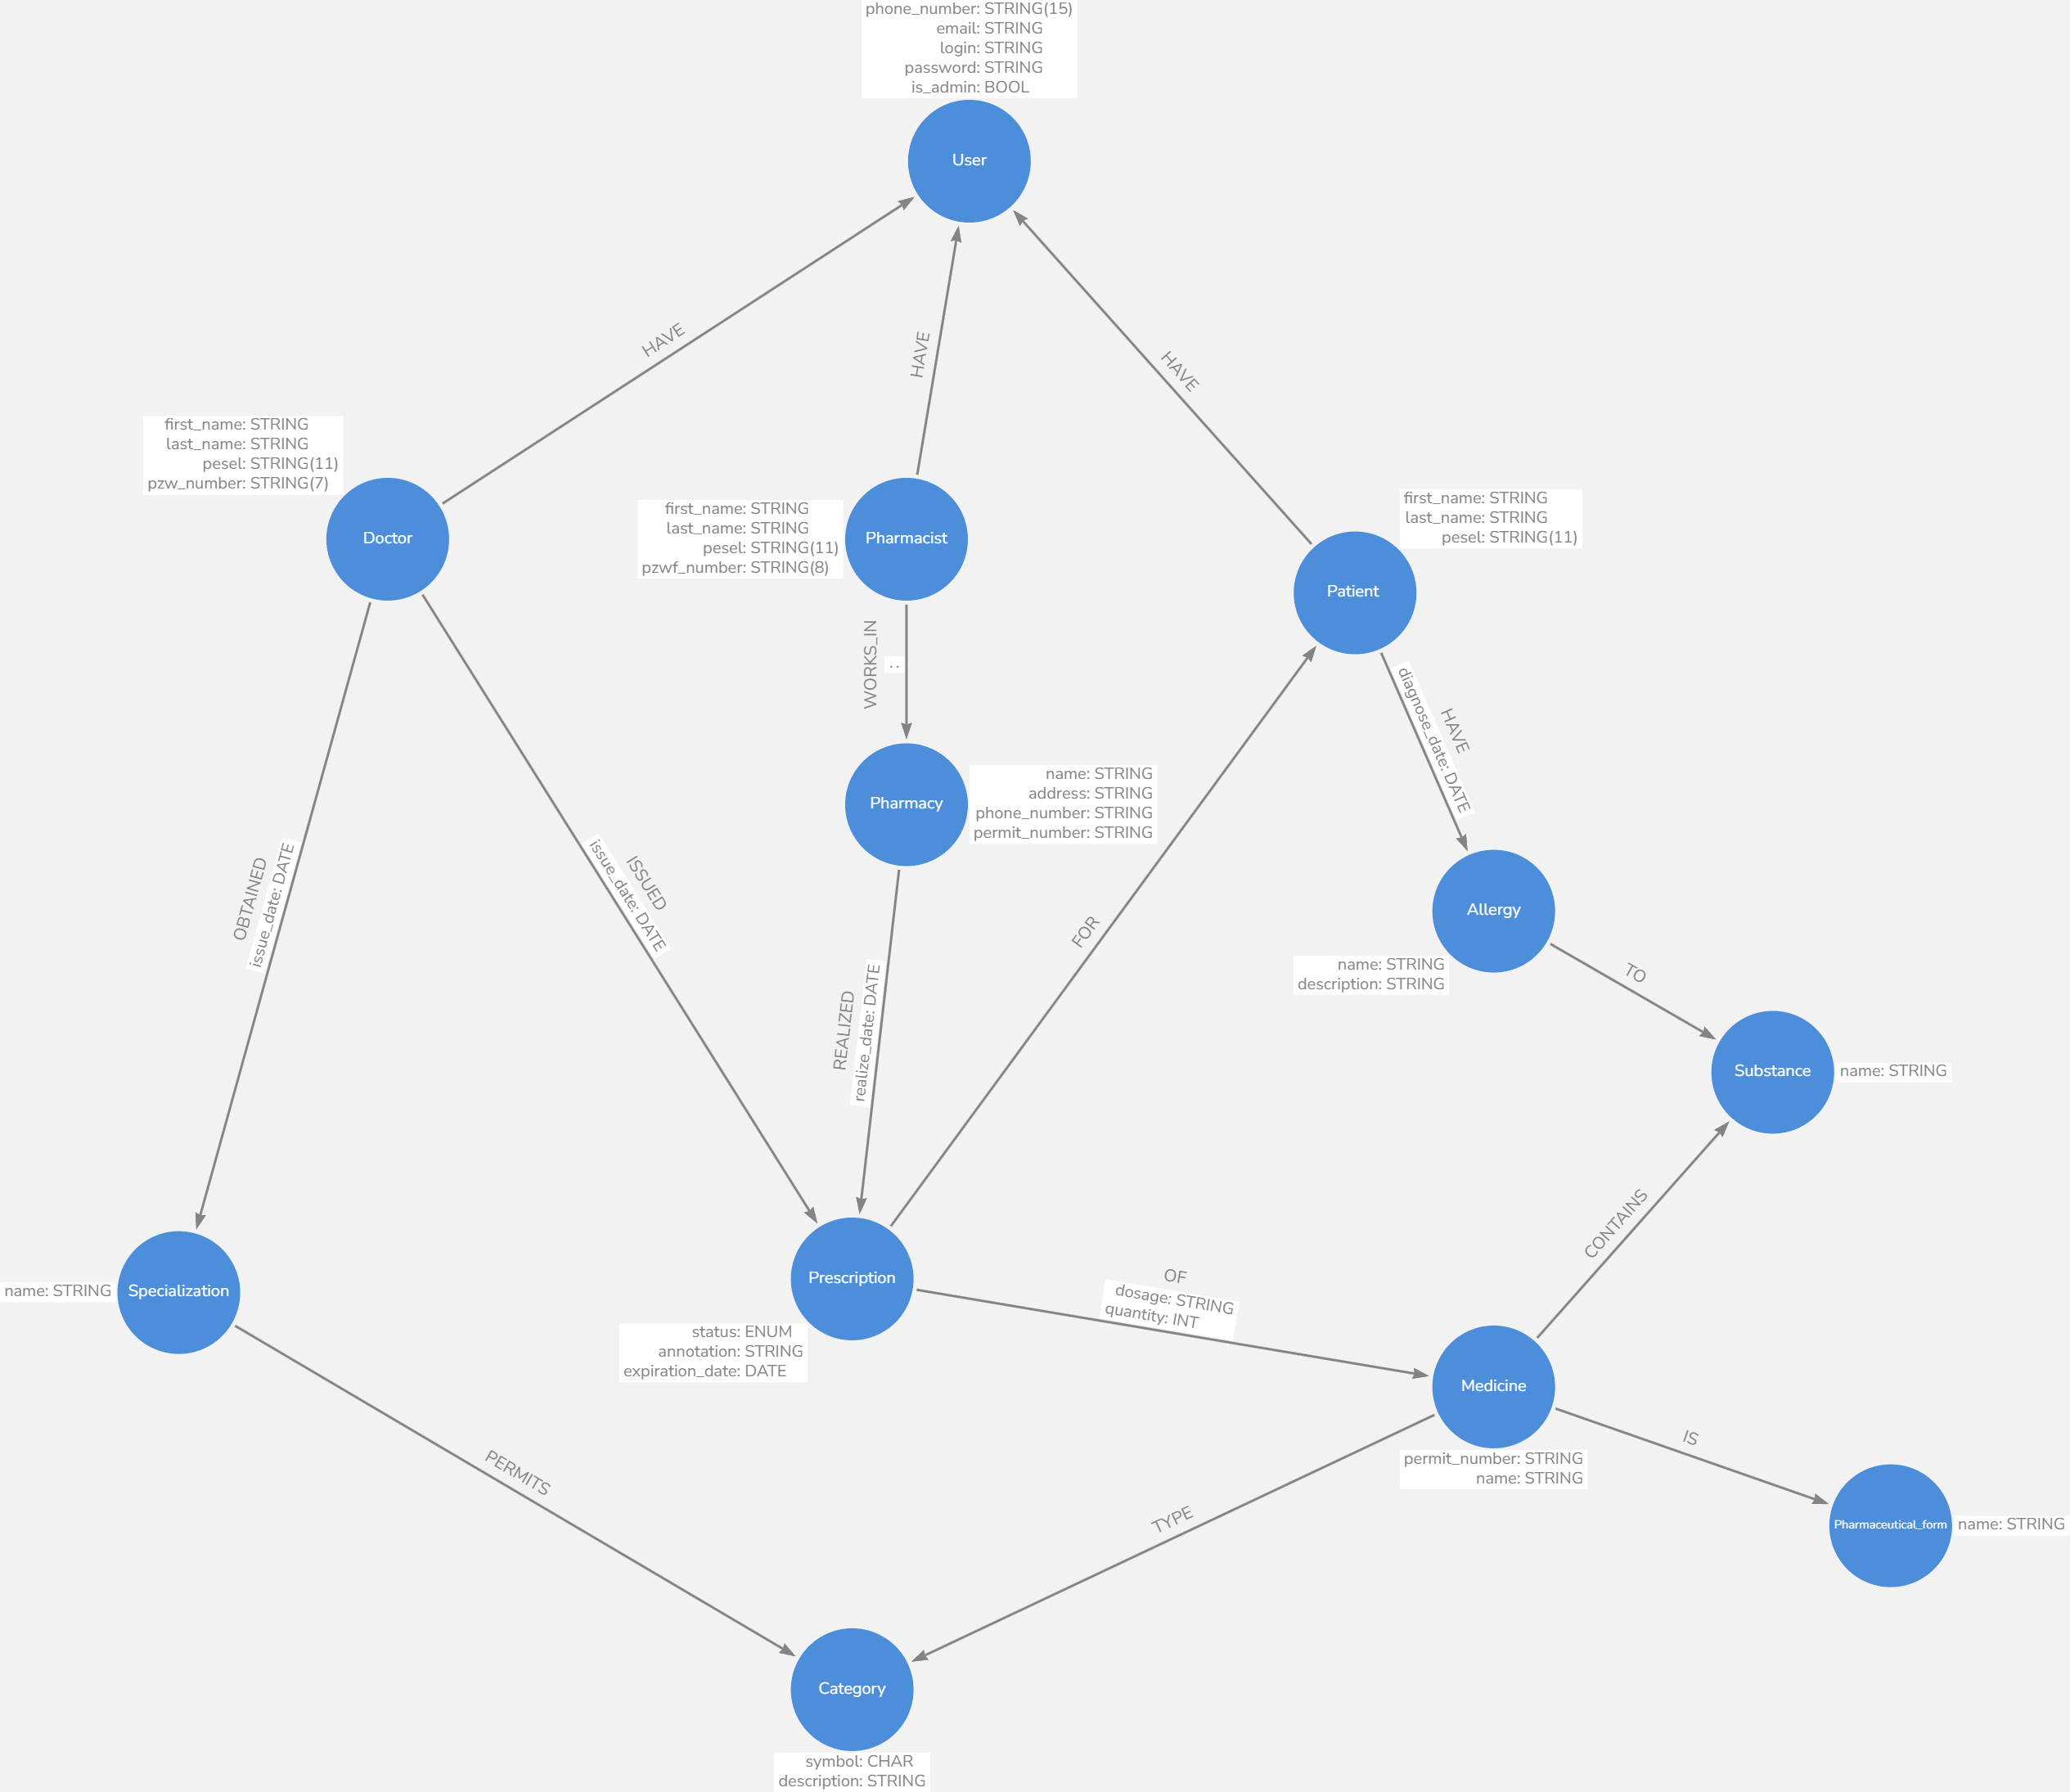 phone_number: STRING(15)
email: STRING
login: STRING
password: STRING
is_admin: BOOL
User
HAVE
HAVE
HAVE
first_name: STRING
last_name: STRING
pesel: STRING(11)
pzw_number: STRING(7)
Doctor
first_name: STRING
last_name: STRING
pesel: STRING(11)
pzwf_number: STRING(8)
Pharmacist
first_name: STRING
last_name: STRING
pesel: STRING(11)
Patient
WORKS_IN
: :
HAVE
diagnose_date: DATE
Pharmacy
name: STRING
address: STRING
phone_number: STRING
permit_number: STRING
OBTAINED
issue_date: DATE
ISSUED
issue_date: DATE
REALIZED
realize_date: DATE
FOR
Allergy
name: STRING
description: STRING
TO
Substance
name: STRING
CONTAINS
name: STRING
Specialization
Prescription
status: ENUM
annotation: STRING
expiration_date: DATE
OF
dosage: STRING
quantity: INT
Medicine
permit_number: STRING
name: STRING
IS
Pharmaceutical_form
name: STRING
PERMITS
TYPE
Category
symbol: CHAR
description: STRING